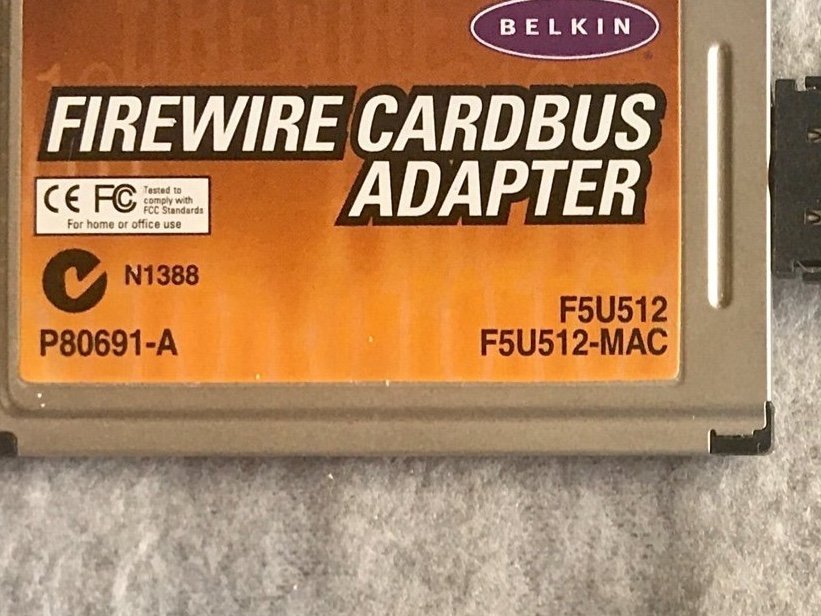 BELKIN
FIREWIRE CARDBUS
ADAPTER
CE FC Tested to
comply with
FCC Standards
For home or office use
N1388
F5U512
P80691-A F5U512-MAC